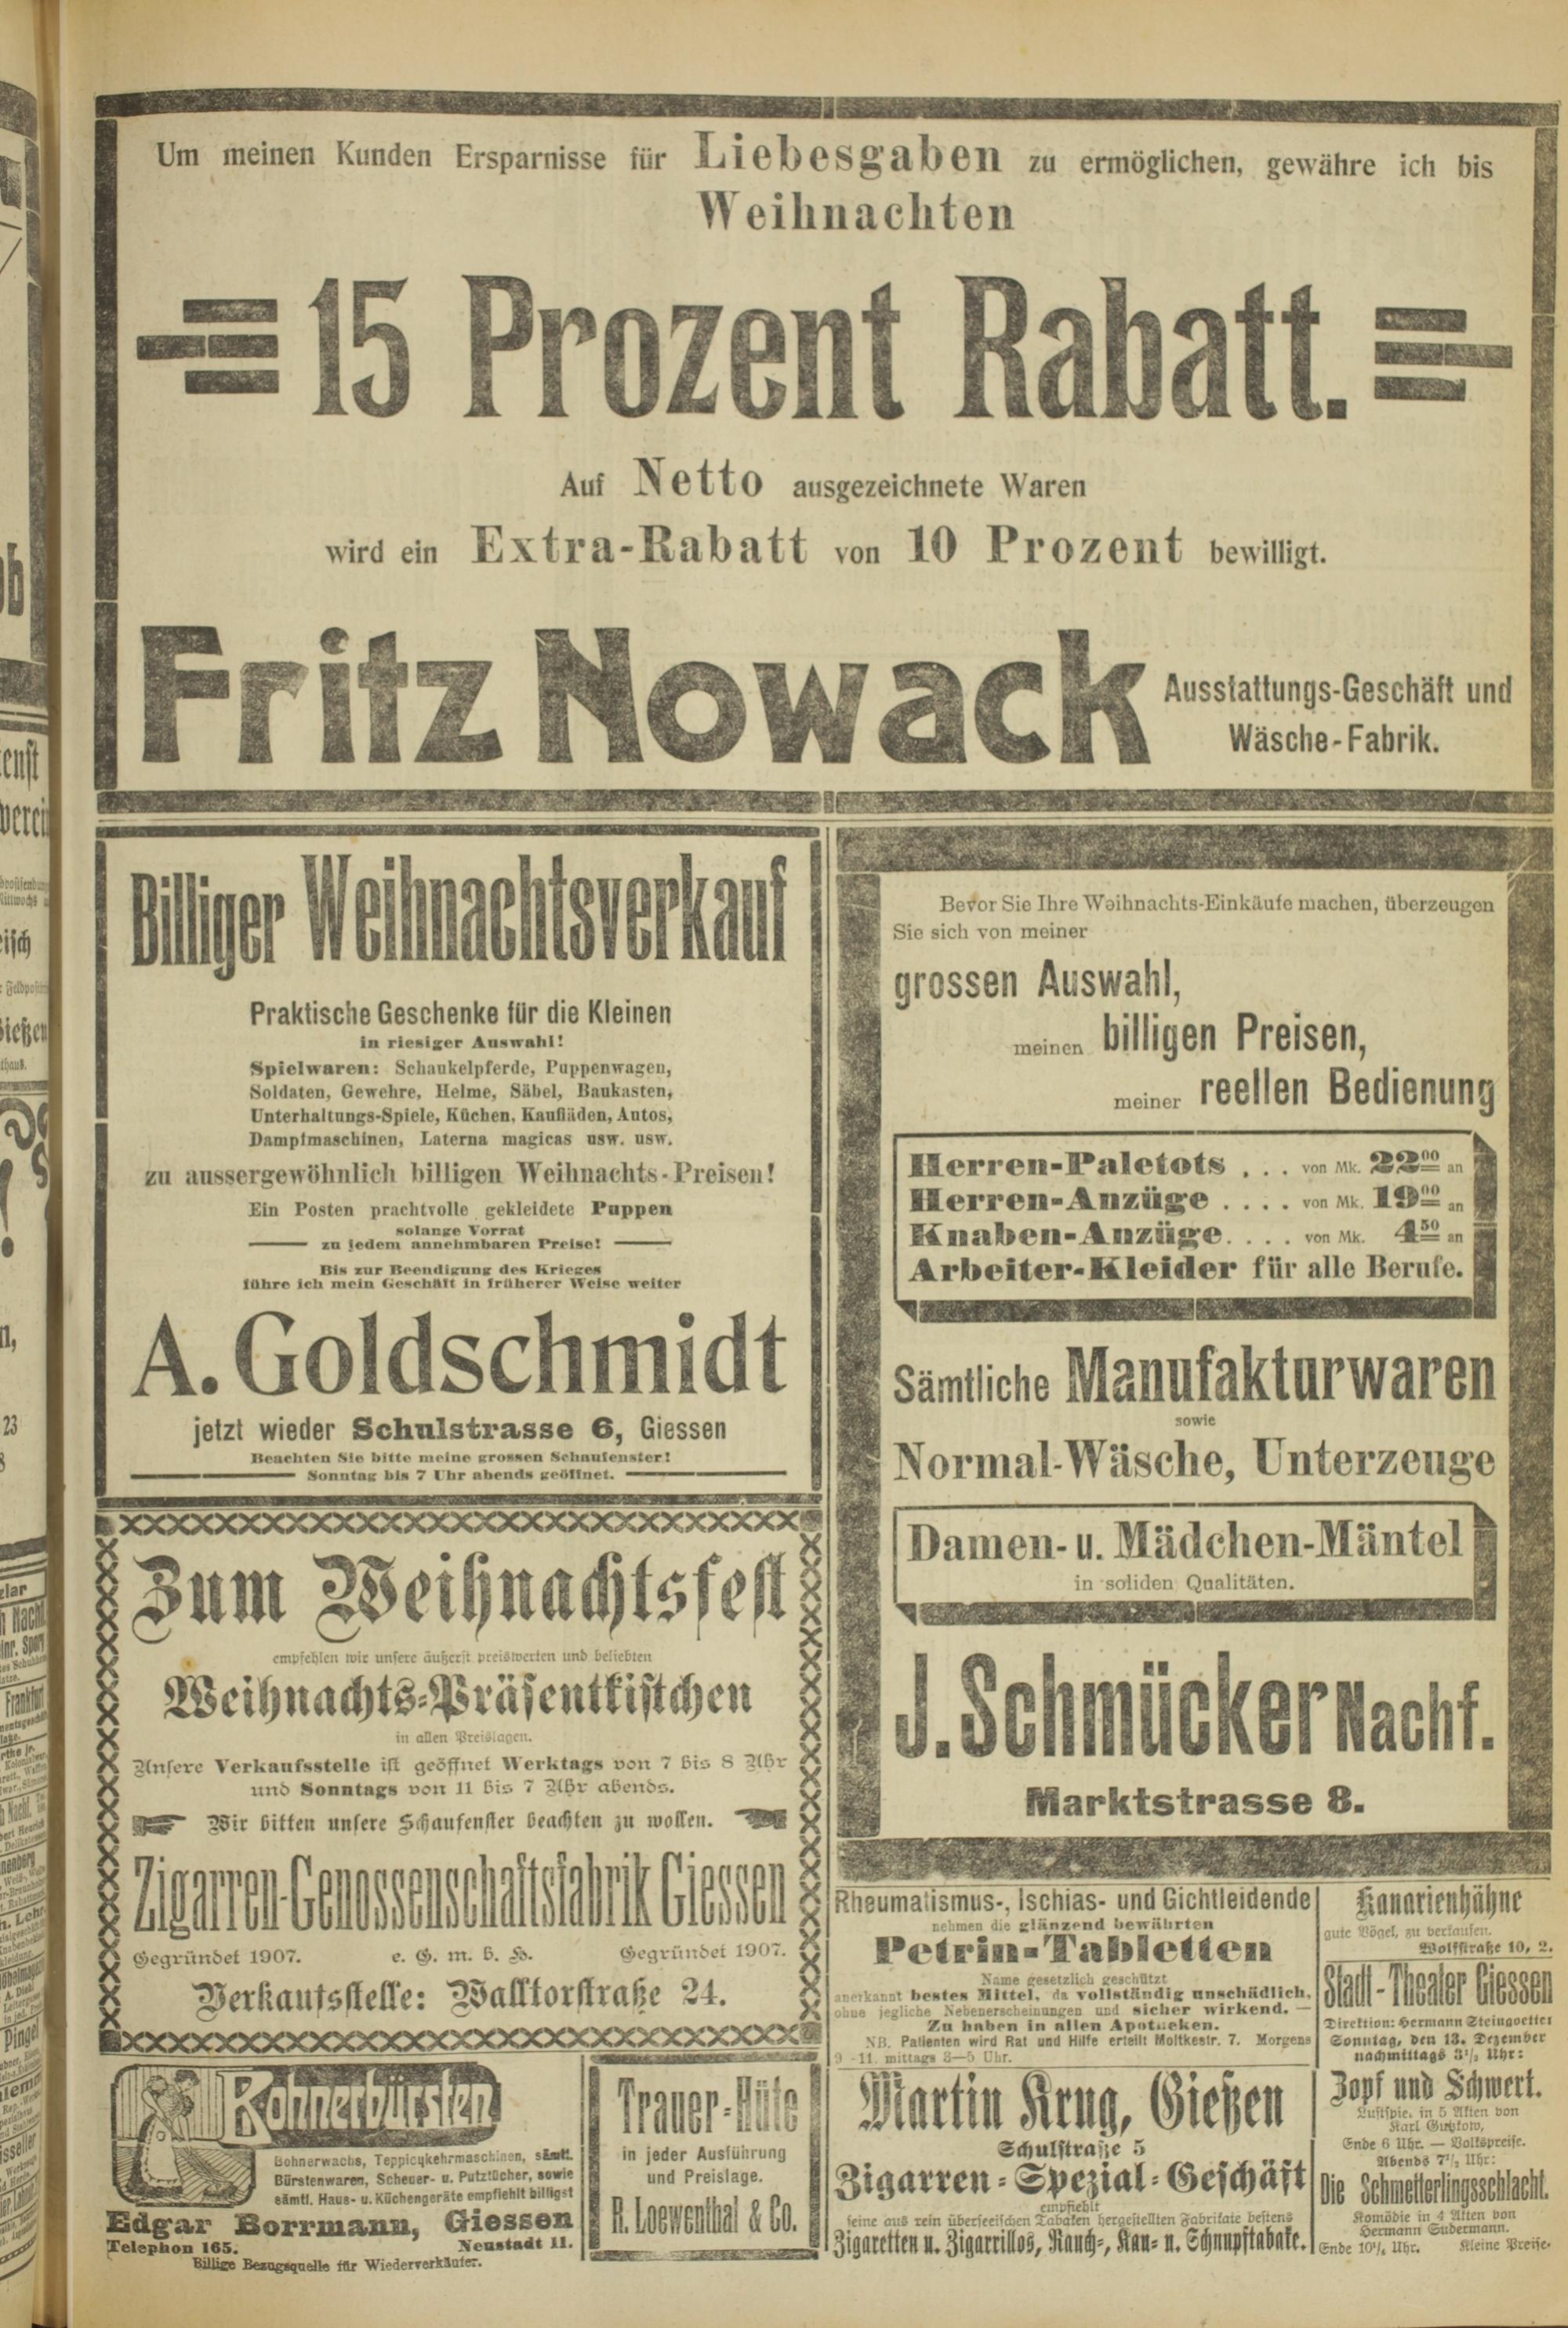 Um meinen Kunden Ersparnisse für Liebesgaben zu ermöglichen, gewähre ich bis
Weihnachten
15 Prozent Rabatt.
Auf Netto ausgezeichnete Waren
wird ein Extra-Rabatt von 10 Prozent bewilligt.
Fritz Nowack
Ausstattungs-Geschäft und
Wäsche-Fabrik.
Billiger Weihnachtsverkauf
Praktische Geschenke für die Kleinen
in riesiger Auswahl!
Spielwaren: Schaukelpferde, Puppenwagen,
Soldaten, Gewehre, Helme, Säbel, Baukasten,
Unterhaltungs-Spiele, Küchen, Kaufläden, Autos,
Dampfmaschinen, Laterna magicas usw. usw.
zu aussergewöhnlich billigen Weihnachts-Preisen!
Ein Posten prachtvolle gekleidete Puppen
solange Vorrat
zu jedem annehmbaren Preise!
Bis zur Beendigung des Krieges
führe ich mein Geschäft in früherer Weise weiter
A. Goldschmidt
jetzt wieder Schulstrasse 6, Giessen
Beachten Sie bitte meine grossen Schaufenster!
Sonntag bis 7 Uhr abends geöffnet.
Zum Weihnachtsfest
empfehlen wir unsere äußerst preiswerten und beliebten
Weihnachts-Präsentkistchen
in allen Preislagen.
Unsere Verkaufsstelle ist geöffnet Werktags von 7 bis 8 Uhr
und Sonntags von 11 bis 7 Uhr abends.
Wir bitten unsere Schaufenster beachten zu wollen.
Zigarren-Genossenschaftsfabrik Giessen
Gegründet 1907. e. G. m. b. H. Gegründet 1907.
Verkaufsstelle: Walltorstraße 24.
Bohnerbürsten
Bohnerwachs, Teppichkehrmaschinen, sämtl.
Bürstenwaren, Scheuer- u. Putztücher, sowie
sämtl. Haus- u. Küchengeräte empfiehlt billigst
Edgar Borrmann, Giessen
Telephon 165. Neustadt 11.
Billige Bezugsquelle für Wiederverkäufer.
Trauer-Hüte
in jeder Ausführung
und Preislage.
R. Loewenthal & Co.
Bevor Sie Ihre Weihnachts-Einkäufe machen, überzeugen
Sie sich von meiner
grossen Auswahl,
meinen billigen Preisen,
meiner reellen Bedienung
Herren-Paletots . . . von Mk. 22 00 an
Herren-Anzüge . . . . von Mk. 19 00 an
Knaben-Anzüge. . . . von Mk. 4 50 an
Arbeiter-Kleider für alle Berufe.
Sämtliche Manufakturwaren
sowie
Normal-Wäsche, Unterzeuge
Damen- u. Mädchen-Mäntel
in soliden Qualitäten.
J. Schmücker Nachf.
Marktstrasse 8.
Rheumatismus-, Ischias- und Gichtleidende
nehmen die glänzend bewährten
Petrin-Tabletten
Name gesetzlich geschützt
anerkannt bestes Mittel, da vollständig unschädlich,
ohne jegliche Nebenerscheinungen und sicher wirkend. —
Zu haben in allen Apotheken.
NB. Patienten wird Rat und Hilfe erteilt Moltkestr. 7. Morgens
9-11, mittags 3—5 Uhr.
Martin Krug, Gießen
Schulstraße 5
Zigarren-Spezial-Geschäft
empfiehlt
seine aus rein überseeischen Tabaken hergestellten Fabrikate bestens
Zigaretten u. Zigarrillos, Rauch-, Kau- u. Schnupftabake.
Kanarienhähne
gute Vögel, zu verkaufen.
Wolfstraße 10, 2.
Stadt-Theater Giessen
Direktion: Hermann Steingoetter
Sonntag, den 13. Dezember
nachmittags 3½ Uhr:
Zopf und Schwert.
Lustspiel in 5 Akten von
Karl Gutzkow,
Ende 6 Uhr. — Volkspreise.
Abends 7½ Uhr:
Die Schmetterlingsschlacht.
Komödie in 4 Akten von
Hermann Sudermann.
Kleine Preise.